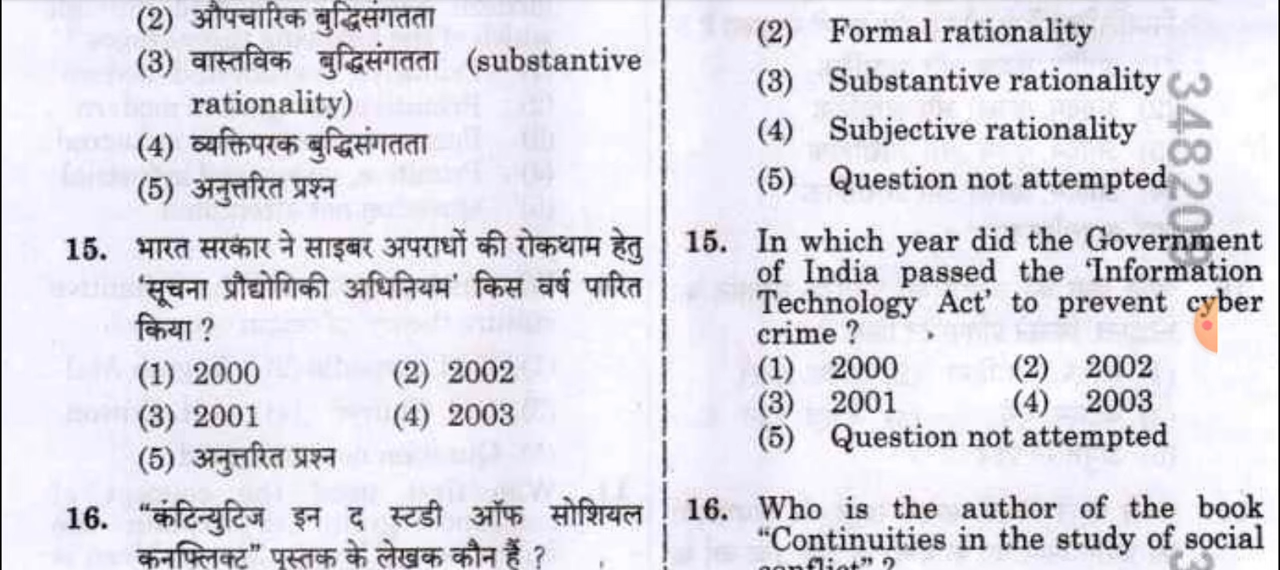 (2) औपचारिक बुद्धिसंगतता
(3) वास्तविक बुद्धिसंगतता (substantive
rationality)
(4) व्यक्तिपरक बुद्धिसंगतता
(5) अनुत्तरित प्रश्न
15. भारत सरकार ने साइबर अपराधों की रोकथाम हेतु
'सूचना प्रौद्योगिकी अधिनियम' किस वर्ष पारित
किया ?
(1) 2000 (2) 2002
(3) 2001 (4) 2003
(5) अनुत्तरित प्रश्न
16. "कंटिन्युटिज इन द स्टडी ऑफ सोशियल
कनफ्लिक्ट" पुस्तक के लेखक कौन हैं ?
(2) Formal rationality
(3) Substantive rationality
(4) Subjective rationality
(5) Question not attempted
15. In which year did the Government
of India passed the 'Information
Technology Act' to prevent cyber
crime ?
(1) 2000 (2) 2002
(3) 2001 (4) 2003
(5) Question not attempted
16. Who is the author of the book
"Continuities in the study of social
conflict" ?
348209